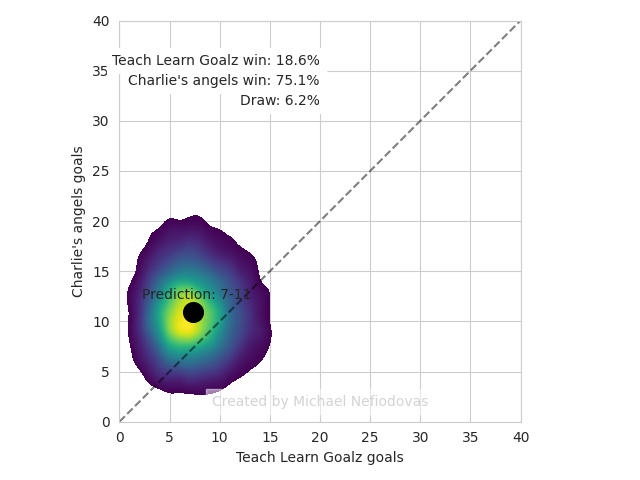 40
35
30
25
20
15
10
5
0
Charlie's angels goals
Teach Learn Goalz win: 18.6%
Charlie's angels win: 75.1%
Draw: 6.2%
Prediction: 7-11
Created by Michael Nefiodovas
0 5 10 15 20 25 30 35 40
Teach Learn Goalz goals